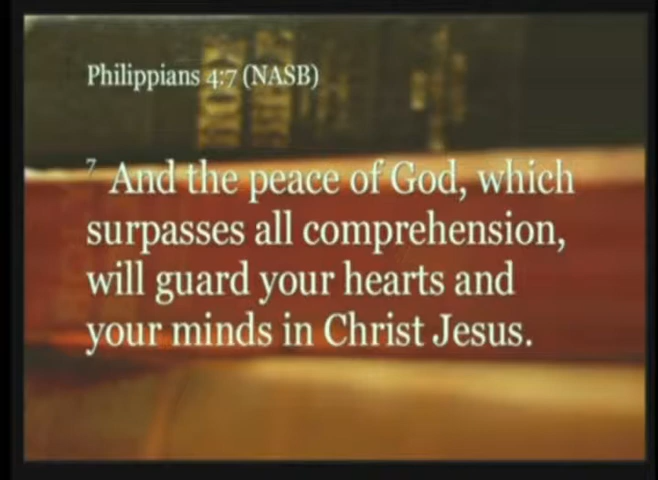 Philippians 4:7 (NASB)
7 And the peace of God, which
surpasses all comprehension,
will guard your hearts and
your minds in Christ Jesus.